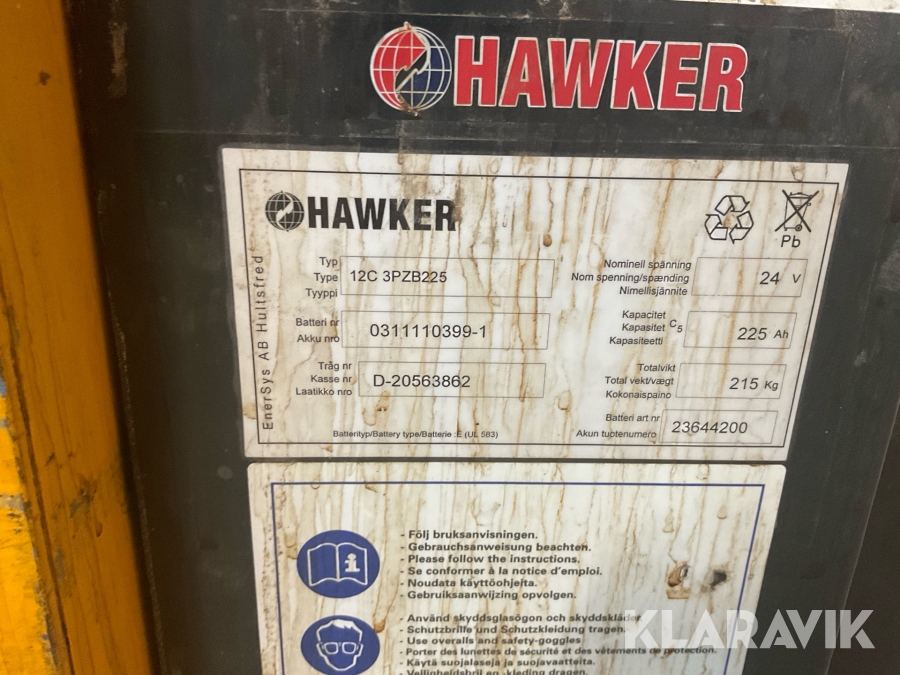 HAWKER
HAWKER
Pb
EnerSys AB Hultsfred
Typ
Type
Tyyppi
12C 3PZB225
Nominell spänning
Nom spenning/spænding
Nimellisjännite
24 V
Batteri nr
Akku nro
0311110399-1
Kapacitet
Kapasitet C5
Kapasiteetti
225 Ah
Tråg nr
Kasse nr
Laatikko nro
D-20563862
Totalvikt
Total vekt/vægt
Kokonaispaino
215 Kg
Batterityp/Battery type/Batterie :E (UL 583)
Batteri art nr
Akun tuotenumero
23644200
- Följ bruksanvisningen.
- Gebrauchsanweisung beachten.
- Please follow the instructions.
- Se conformer à la notice d'emploi.
- Noudata käyttöohjeita.
- Gebruiksaanwijzing opvolgen.
- Använd skyddsglasögon och skyddskläder.
- Schutzbrille und Schutzkleidung tragen.
- Use overalls and safety-goggles
- Porter des lunettes de sécurité et des vêtements de protection.
- Käytä suojalaseja ja suojavaatteita.
- Veiligheidsbril en -kleding dragen.
KLARAVIK